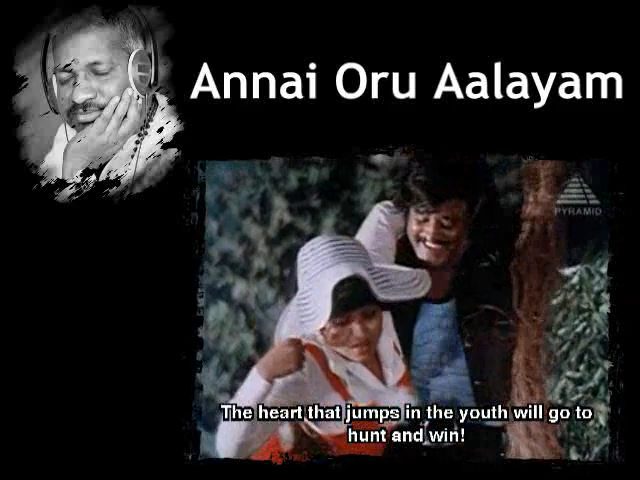 Annai Oru Aalayam
PYRAMID
The heart that jumps in the youth will go to
hunt and win!